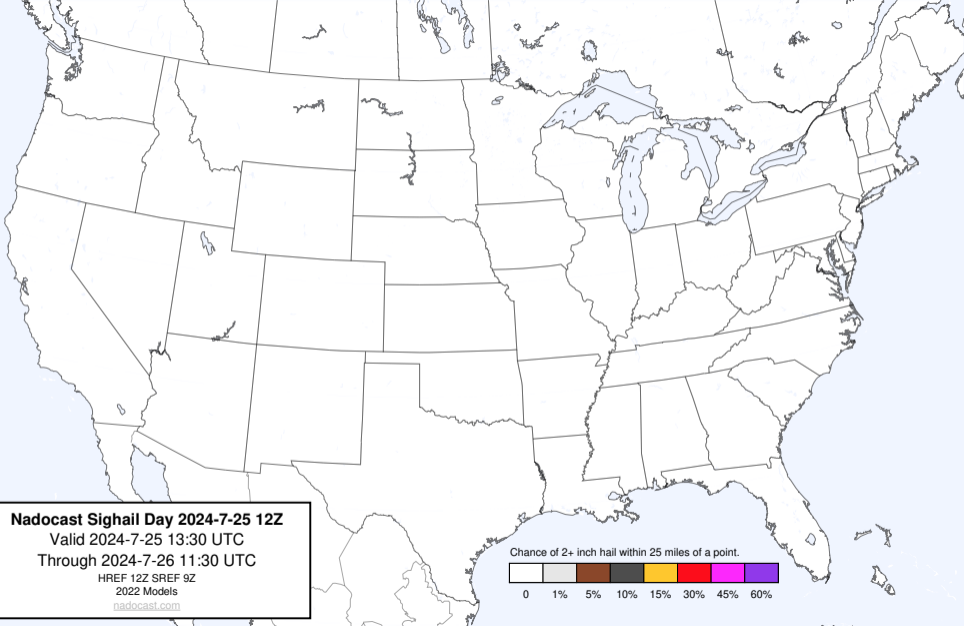 Nadocast Sighail Day 2024-7-25 12Z
Valid 2024-7-25 13:30 UTC
Through 2024-7-26 11:30 UTC
HREF 12Z SREF 9Z
2022 Models
nadocast.com
Chance of 2+ inch hail within 25 miles of a point.
0 1% 5% 10% 15% 30% 45% 60%